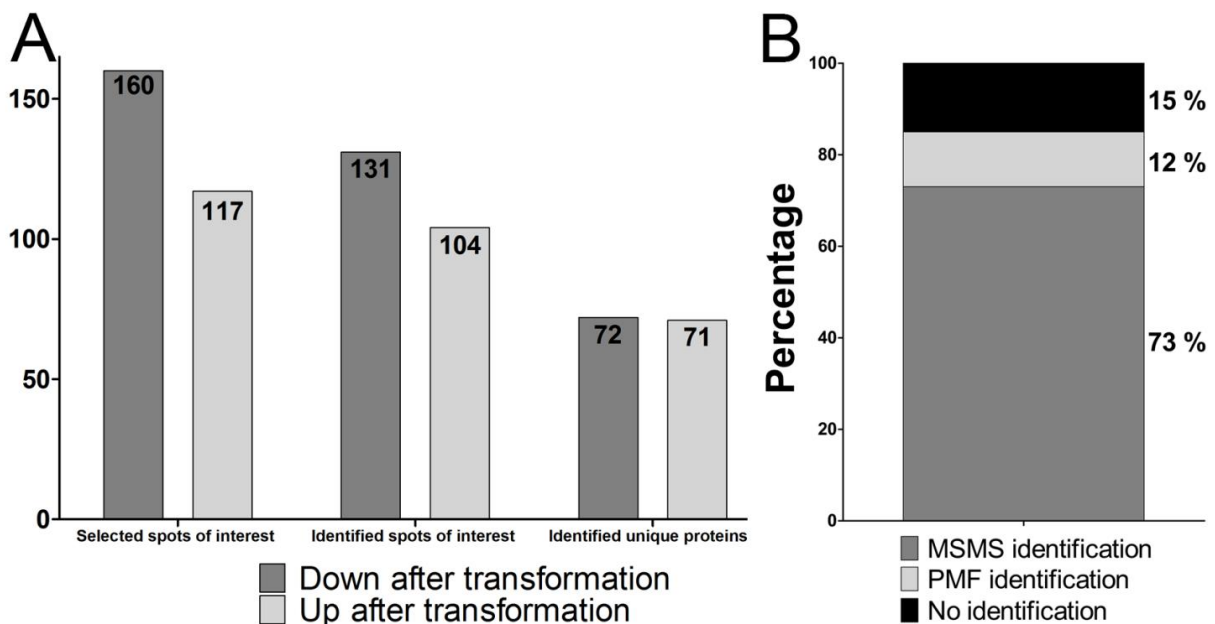 A
150
100
50
0
160
117
131
104
72
71
Selected spots of interest
Identified spots of interest
Identified unique proteins
Down after transformation
Up after transformation
B
Percentage
100
80
60
40
20
0
15 %
12 %
73 %
MSMS identification
PMF identification
No identification